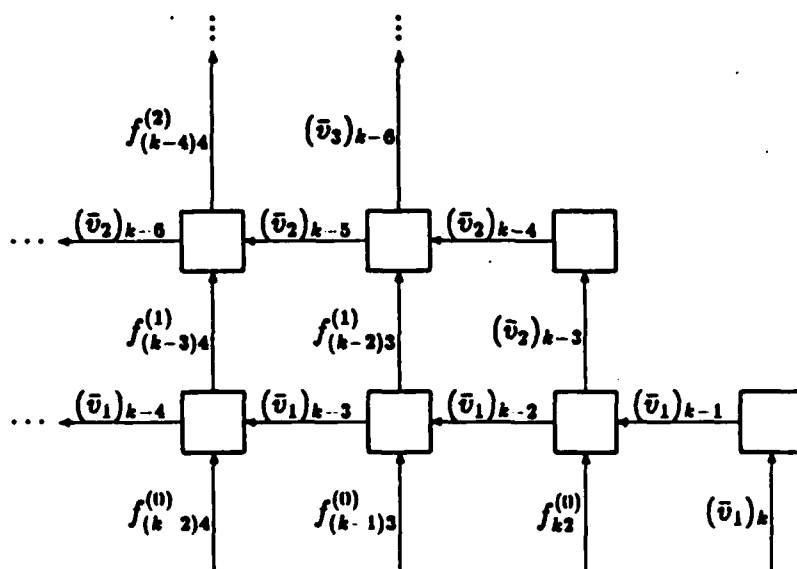 ⋮ ⋮
f^{(2)}_{(k-4)4} (v̄_3)_{k-6}
(v̄_2)_{k-6} (v̄_2)_{k-5} (v̄_2)_{k-4}
⋯
f^{(1)}_{(k-3)4} f^{(1)}_{(k-2)3} (v̄_2)_{k-3}
(v̄_1)_{k-4} (v̄_1)_{k-3} (v̄_1)_{k-2} (v̄_1)_{k-1}
⋯
f^{(0)}_{(k-2)4} f^{(0)}_{(k-1)3} f^{(0)}_{k2} (v̄_1)_k